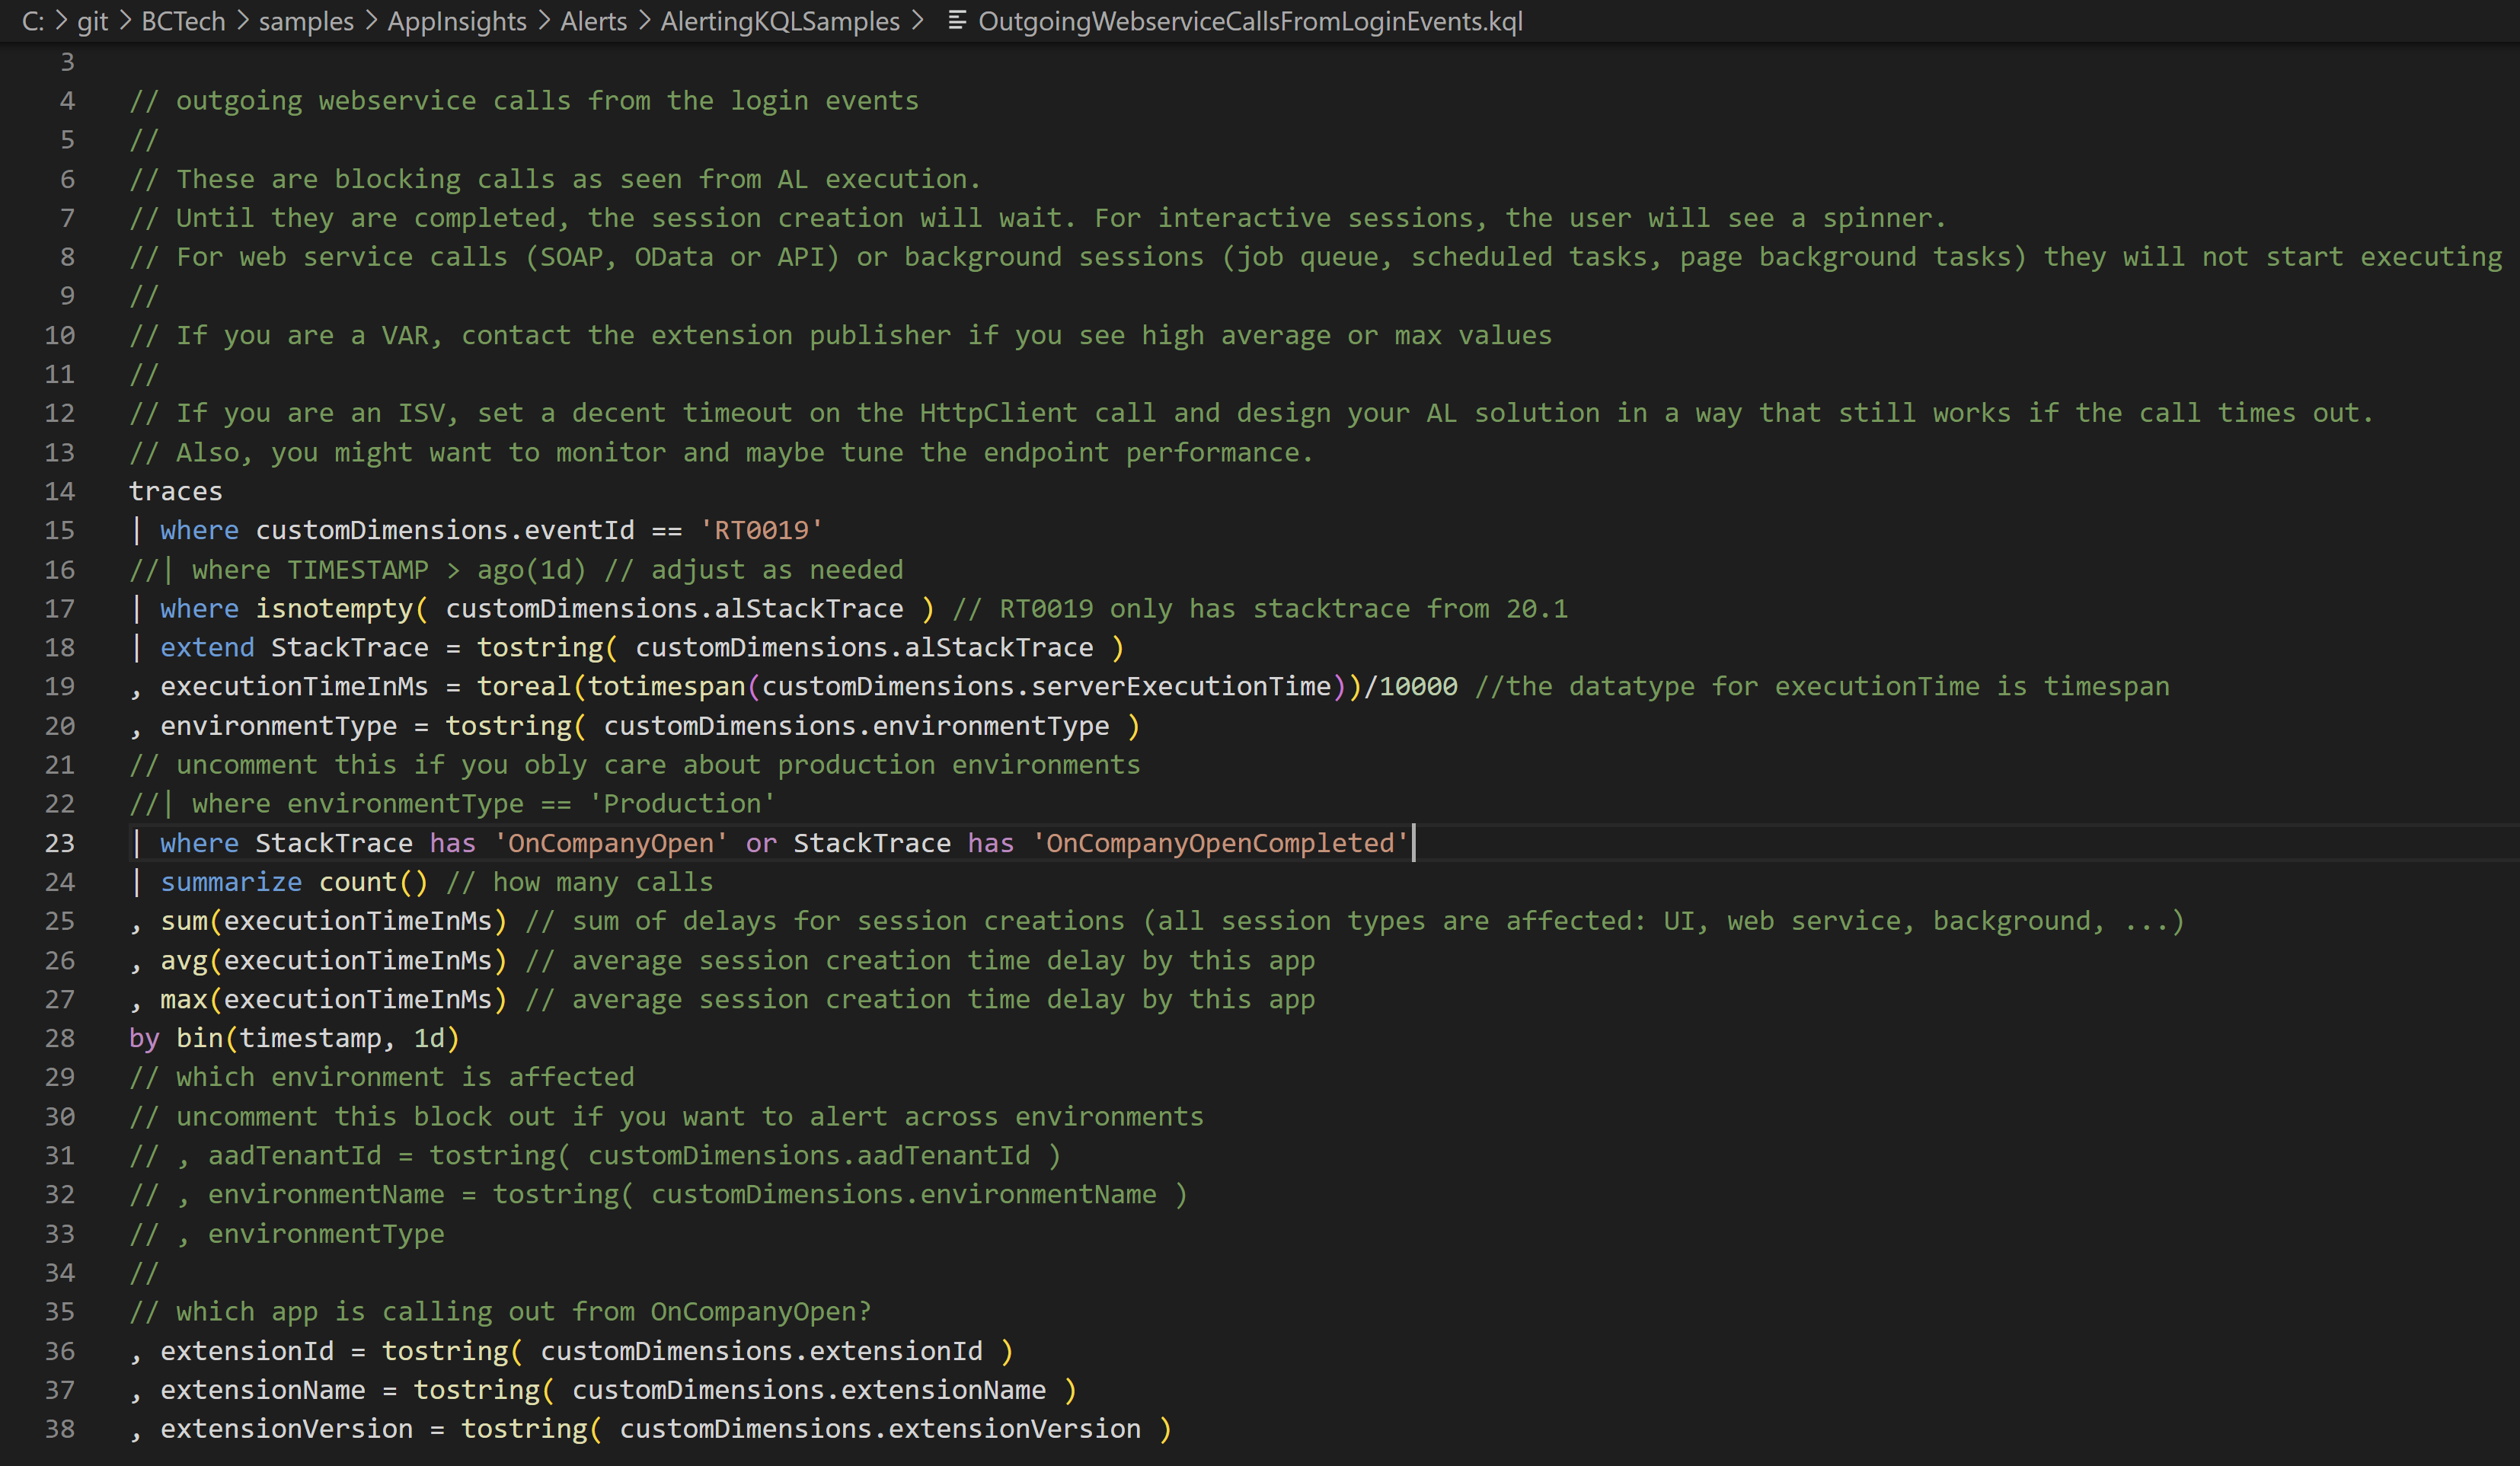 C: > git > BCTech > samples > AppInsights > Alerts > AlertingKQLSamples > OutgoingWebserviceCallsFromLoginEvents.kql
3
4 // outgoing webservice calls from the login events
5 //
6 // These are blocking calls as seen from AL execution.
7 // Until they are completed, the session creation will wait. For interactive sessions, the user will see a spinner.
8 // For web service calls (SOAP, OData or API) or background sessions (job queue, scheduled tasks, page background tasks) they will not start executing
9 //
10 // If you are a VAR, contact the extension publisher if you see high average or max values
11 //
12 // If you are an ISV, set a decent timeout on the HttpClient call and design your AL solution in a way that still works if the call times out.
13 // Also, you might want to monitor and maybe tune the endpoint performance.
14 traces
15 | where customDimensions.eventId == 'RT0019'
16 //| where TIMESTAMP > ago(1d) // adjust as needed
17 | where isnotempty( customDimensions.alStackTrace ) // RT0019 only has stacktrace from 20.1
18 | extend StackTrace = tostring( customDimensions.alStackTrace )
19 , executionTimeInMs = toreal(totimespan(customDimensions.serverExecutionTime))/10000 //the datatype for executionTime is timespan
20 , environmentType = tostring( customDimensions.environmentType )
21 // uncomment this if you obly care about production environments
22 //| where environmentType == 'Production'
23 | where StackTrace has 'OnCompanyOpen' or StackTrace has 'OnCompanyOpenCompleted'
24 | summarize count() // how many calls
25 , sum(executionTimeInMs) // sum of delays for session creations (all session types are affected: UI, web service, background, ...)
26 , avg(executionTimeInMs) // average session creation time delay by this app
27 , max(executionTimeInMs) // average session creation time delay by this app
28 by bin(timestamp, 1d)
29 // which environment is affected
30 // uncomment this block out if you want to alert across environments
31 // , aadTenantId = tostring( customDimensions.aadTenantId )
32 // , environmentName = tostring( customDimensions.environmentName )
33 // , environmentType
34 //
35 // which app is calling out from OnCompanyOpen?
36 , extensionId = tostring( customDimensions.extensionId )
37 , extensionName = tostring( customDimensions.extensionName )
38 , extensionVersion = tostring( customDimensions.extensionVersion )